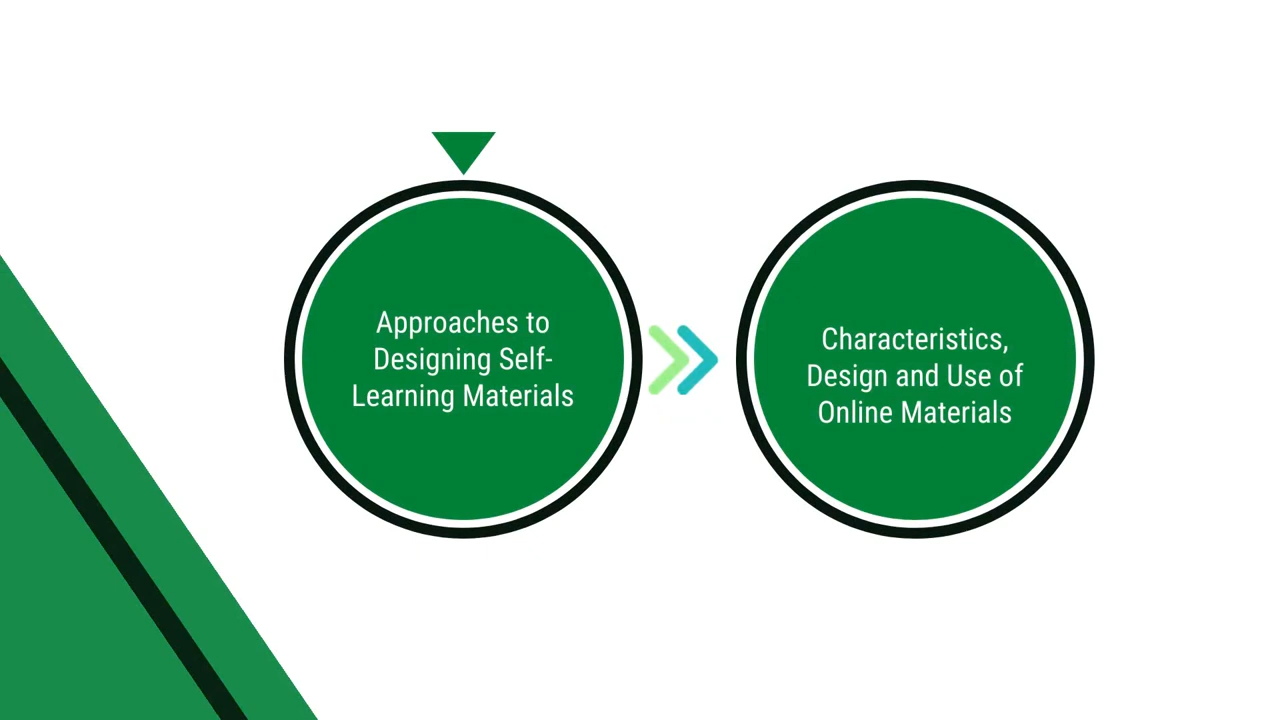 Approaches to
Designing Self-
Learning Materials
Characteristics,
Design and Use of
Online Materials